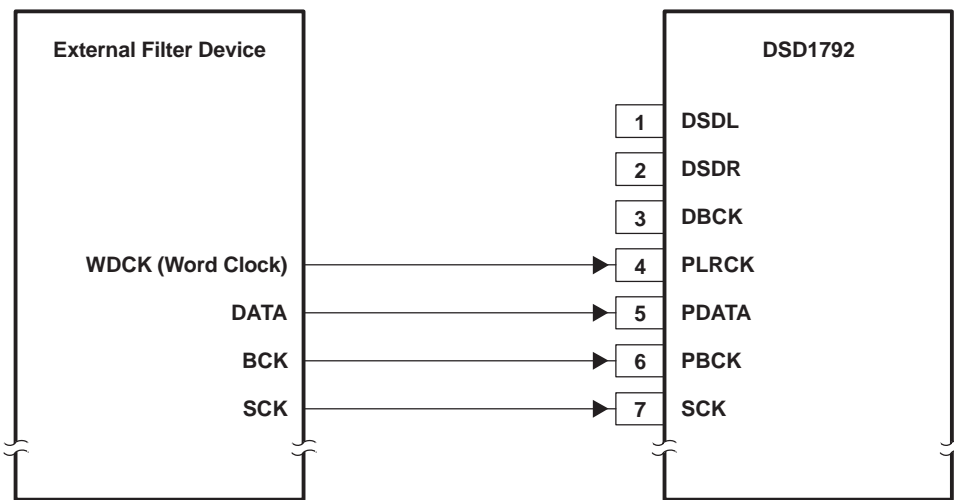 External Filter Device
DSD1792
1 DSDL
2 DSDR
3 DBCK
WDCK (Word Clock) 4 PLRCK
DATA 5 PDATA
BCK 6 PBCK
SCK 7 SCK